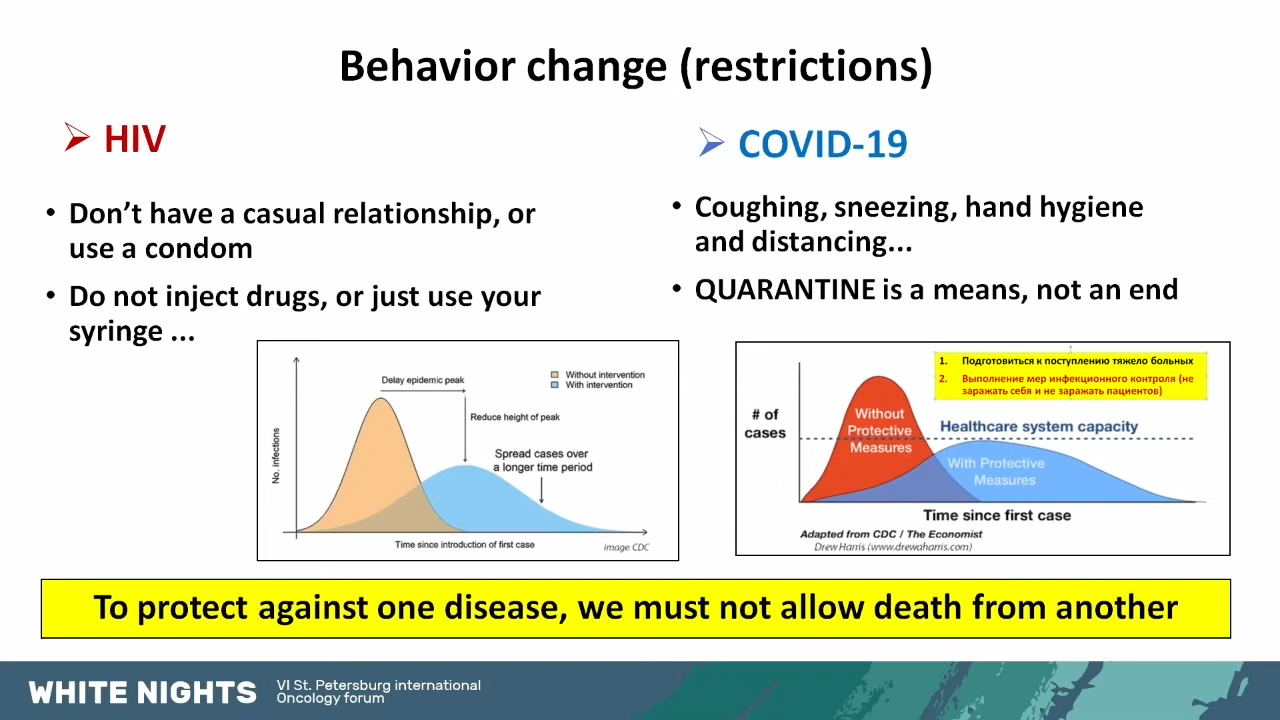 Behavior change (restrictions)
HIV
• Don’t have a casual relationship, or
use a condom
• Do not inject drugs, or just use your
syringe ...
COVID-19
• Coughing, sneezing, hand hygiene
and distancing...
• QUARANTINE is a means, not an end
Delay epidemic peak
Without intervention
With intervention
Reduce height of peak
Spread cases over
a longer time period
No. infections
Time since introduction of first case
image: CDC
1. Подготовиться к поступлению тяжело больных
2. Выполнение мер инфекционного контроля (не
заражать себя и не заражать пациентов)
# of
cases
Without
Protective
Measures
Healthcare system capacity
With Protective
Measures
Time since first case
Adapted from CDC / The Economist
Drew Harris (www.drewaharris.com)
To protect against one disease, we must not allow death from another
WHITE NIGHTS
VI St. Petersburg international
Oncology forum